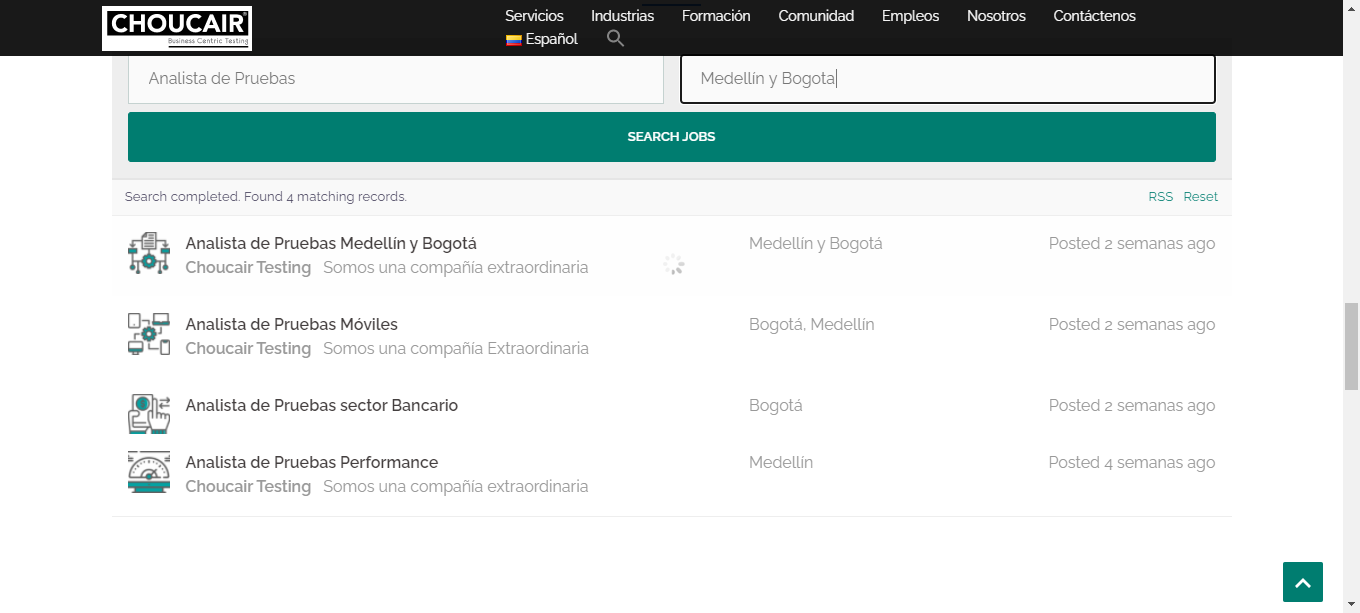 CHOUCAIR®
Business Centric Testing
Servicios Industrias Formación Comunidad Empleos Nosotros Contáctenos
Español
Analista de Pruebas Medellín y Bogota
SEARCH JOBS
Search completed. Found 4 matching records. RSS Reset
Analista de Pruebas Medellín y Bogotá Medellín y Bogotá Posted 2 semanas ago
Choucair Testing Somos una compañía extraordinaria
Analista de Pruebas Móviles Bogotá, Medellín Posted 2 semanas ago
Choucair Testing Somos una compañía Extraordinaria
Analista de Pruebas sector Bancario Bogotá Posted 2 semanas ago
Analista de Pruebas Performance Medellín Posted 4 semanas ago
Choucair Testing Somos una compañía extraordinaria